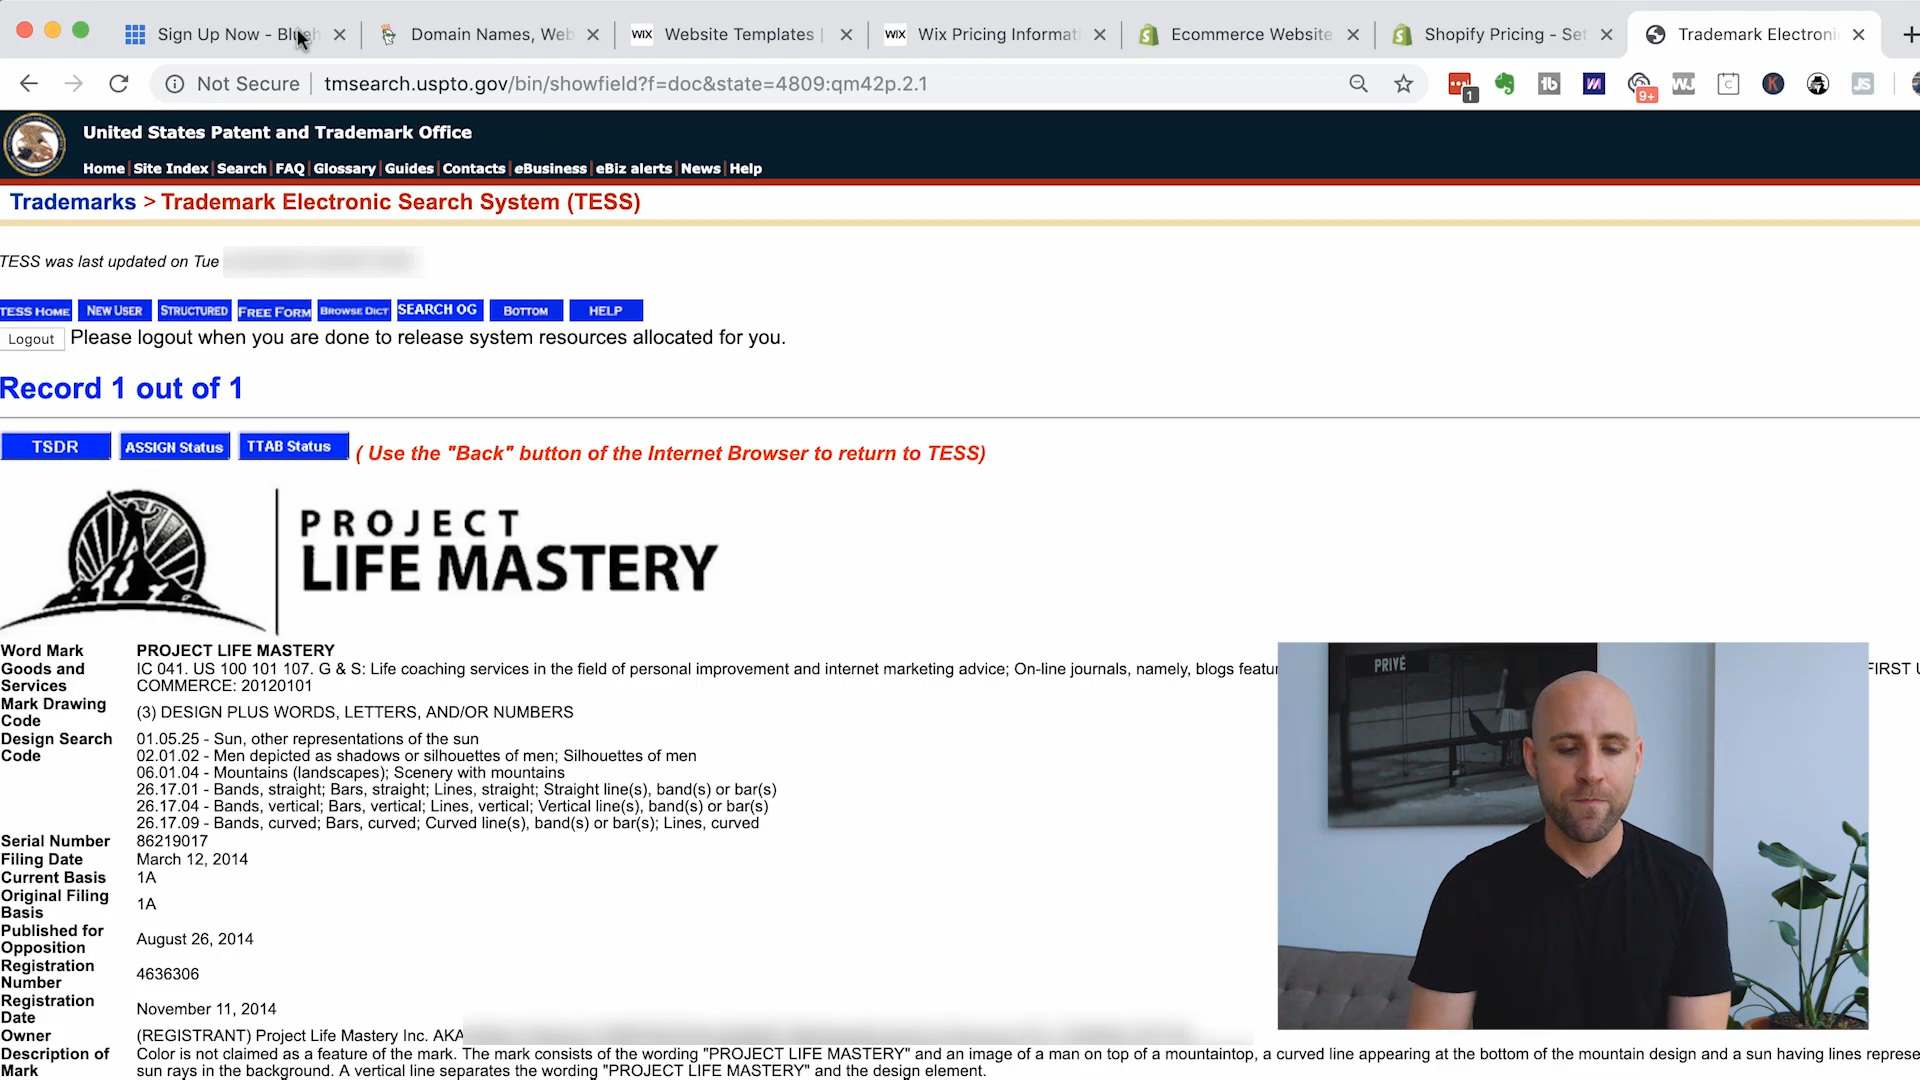 Sign Up Now - Blueh
Domain Names, Web
WIX Website Templates |
WIX Wix Pricing Informati
Ecommerce Website
Shopify Pricing - Set
Trademark Electroni
Not Secure | tmsearch.uspto.gov/bin/showfield?f=doc&state=4809:qm42p.2.1
1
1b
9+
WJ
C
K
JS
United States Patent and Trademark Office
Home | Site Index | Search | FAQ | Glossary | Guides | Contacts | eBusiness | eBiz alerts | News | Help
Trademarks > Trademark Electronic Search System (TESS)
TESS was last updated on Tue
TESS HOME NEW USER STRUCTURED FREE FORM BROWSE DICT SEARCH OG BOTTOM HELP
Logout Please logout when you are done to release system resources allocated for you.
Record 1 out of 1
TSDR ASSIGN Status TTAB Status ( Use the "Back" button of the Internet Browser to return to TESS)
PROJECT
LIFE MASTERY
Word Mark PROJECT LIFE MASTERY
Goods and Services IC 041. US 100 101 107. G & S: Life coaching services in the field of personal improvement and internet marketing advice; On-line journals, namely, blogs featur
FIRST U
COMMERCE: 20120101
Mark Drawing Code (3) DESIGN PLUS WORDS, LETTERS, AND/OR NUMBERS
Design Search Code 01.05.25 - Sun, other representations of the sun
02.01.02 - Men depicted as shadows or silhouettes of men; Silhouettes of men
06.01.04 - Mountains (landscapes); Scenery with mountains
26.17.01 - Bands, straight; Bars, straight; Lines, straight; Straight line(s), band(s) or bar(s)
26.17.04 - Bands, vertical; Bars, vertical; Lines, vertical; Vertical line(s), band(s) or bar(s)
26.17.09 - Bands, curved; Bars, curved; Curved line(s), band(s) or bar(s); Lines, curved
Serial Number 86219017
Filing Date March 12, 2014
Current Basis 1A
Original Filing Basis 1A
Published for Opposition August 26, 2014
Registration Number 4636306
Registration Date November 11, 2014
Owner (REGISTRANT) Project Life Mastery Inc. AKA
Description of Mark Color is not claimed as a feature of the mark. The mark consists of the wording "PROJECT LIFE MASTERY" and an image of a man on top of a mountaintop, a curved line appearing at the bottom of the mountain design and a sun having lines represe
sun rays in the background. A vertical line separates the wording "PROJECT LIFE MASTERY" and the design element.
PRIVÉ